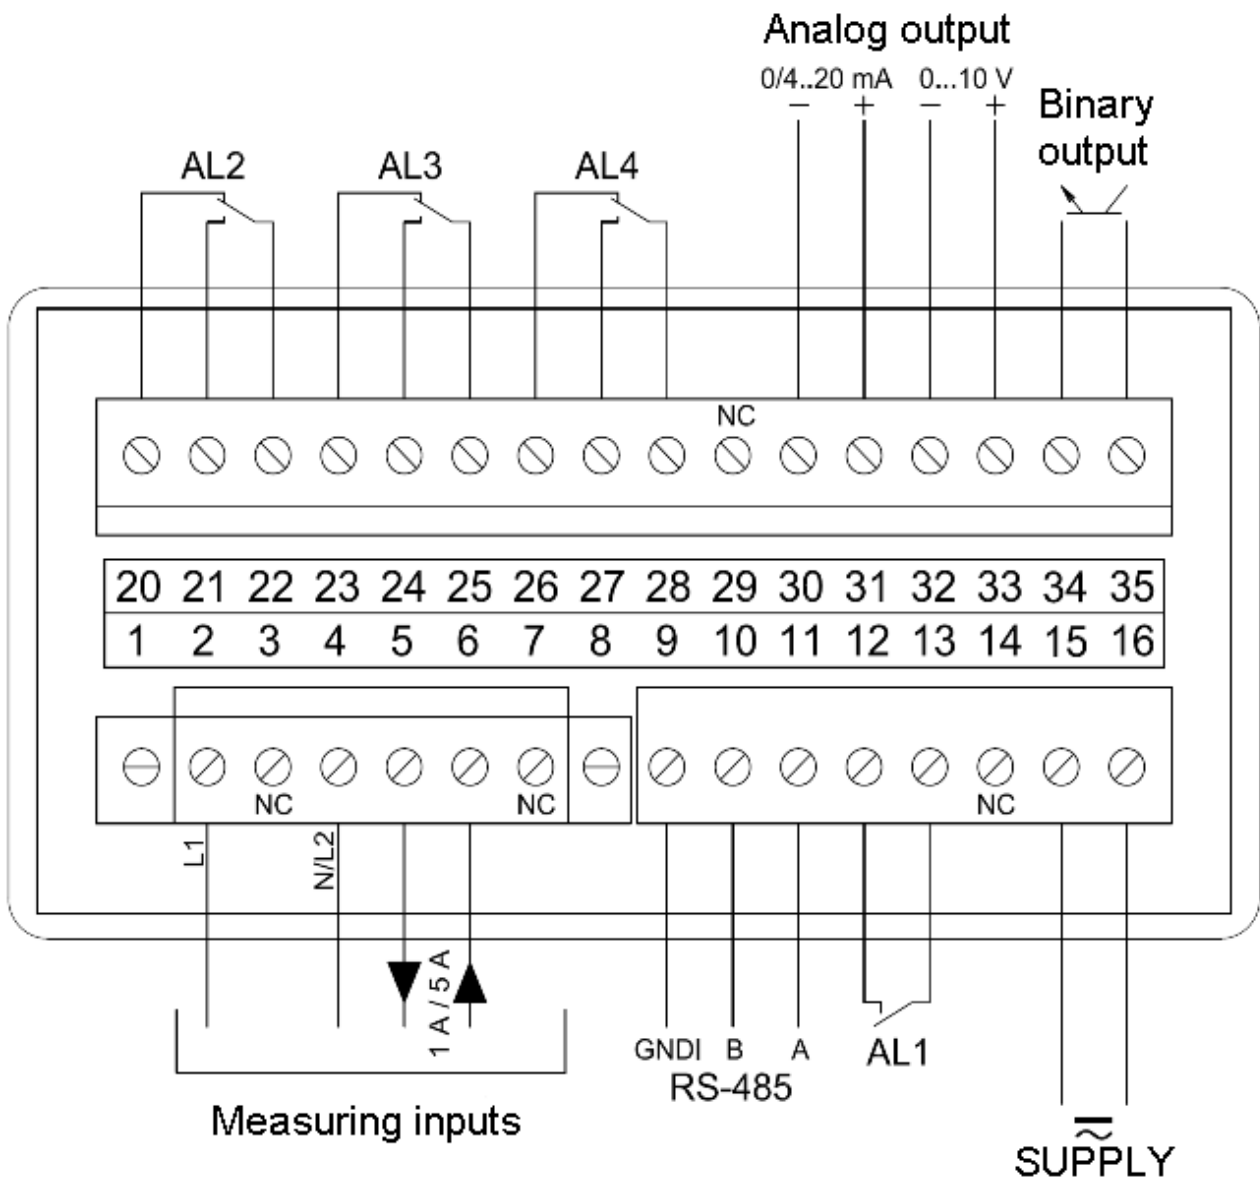 Analog output
0/4..20 mA 0...10 V
− + − +
Binary
output
AL2 AL3 AL4
NC
20 21 22 23 24 25 26 27 28 29 30 31 32 33 34 35
1 2 3 4 5 6 7 8 9 10 11 12 13 14 15 16
NC NC NC
L1
N/L2
1 A / 5 A
GNDI B A
RS-485
AL1
Measuring inputs
SUPPLY